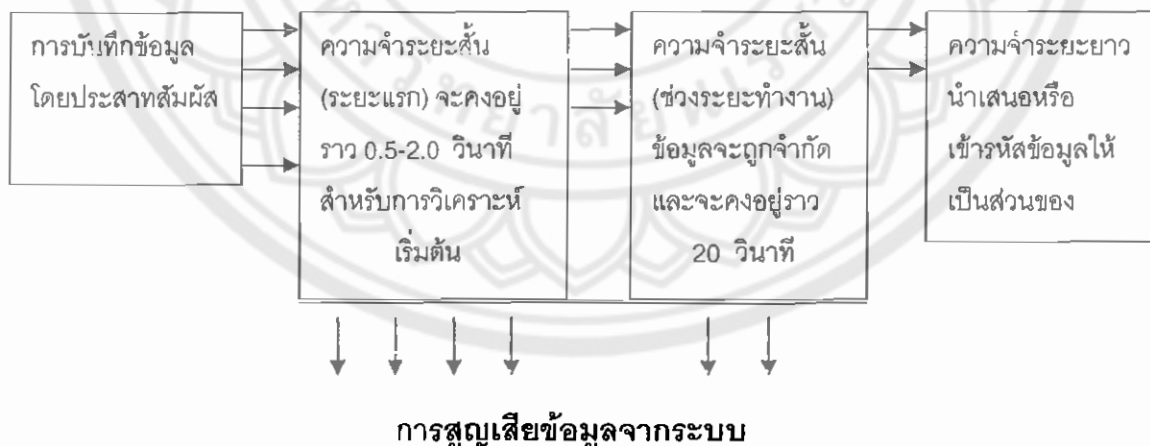 การบันทึกข้อมูล
โดยประสาทสัมผัส
ความจำระยะสั้น
(ระยะแรก) จะคงอยู่
ราว 0.5-2.0 วินาที
สำหรับการวิเคราะห์
เริ่มต้น
ความจำระยะสั้น
(ช่วงระยะทำงาน)
ข้อมูลจะถูกจำกัด
และจะคงอยู่ราว
20 วินาที
ความจำระยะยาว
นำเสนอหรือ
เข้ารหัสข้อมูลให้
เป็นส่วนของ
การสูญเสียข้อมูลจากระบบ